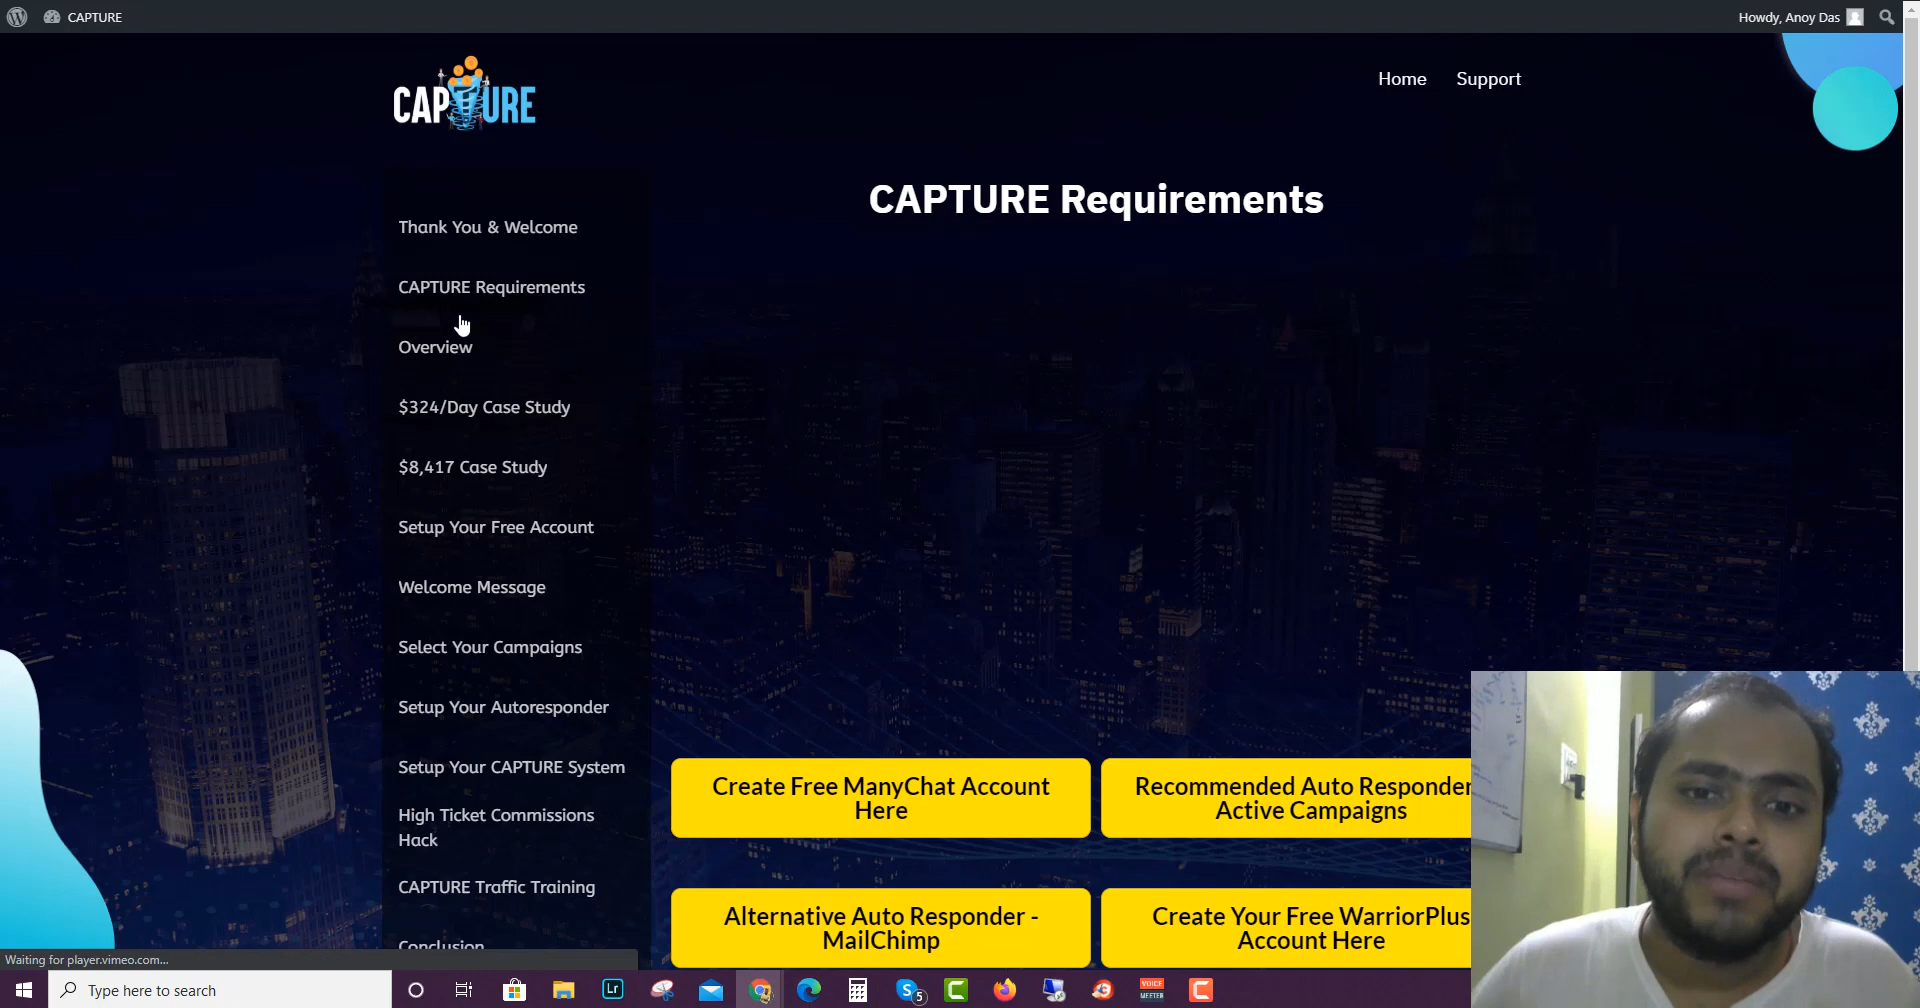 CAPTURE
Howdy, Anoy Das
CAPTURE
Home
Support
CAPTURE Requirements
Thank You & Welcome
CAPTURE Requirements
Overview
$324/Day Case Study
$8,417 Case Study
Setup Your Free Account
Welcome Message
Select Your Campaigns
Setup Your Autoresponder
Setup Your CAPTURE System
High Ticket Commissions
Hack
CAPTURE Traffic Training
Conclusion
Create Free ManyChat Account
Here
Recommended Auto Responder
Active Campaigns
Alternative Auto Responder -
MailChimp
Create Your Free WarriorPlus
Account Here
Waiting for player.vimeo.com...
Type here to search
Lr
S 5
C
VOICE
MEETER
C